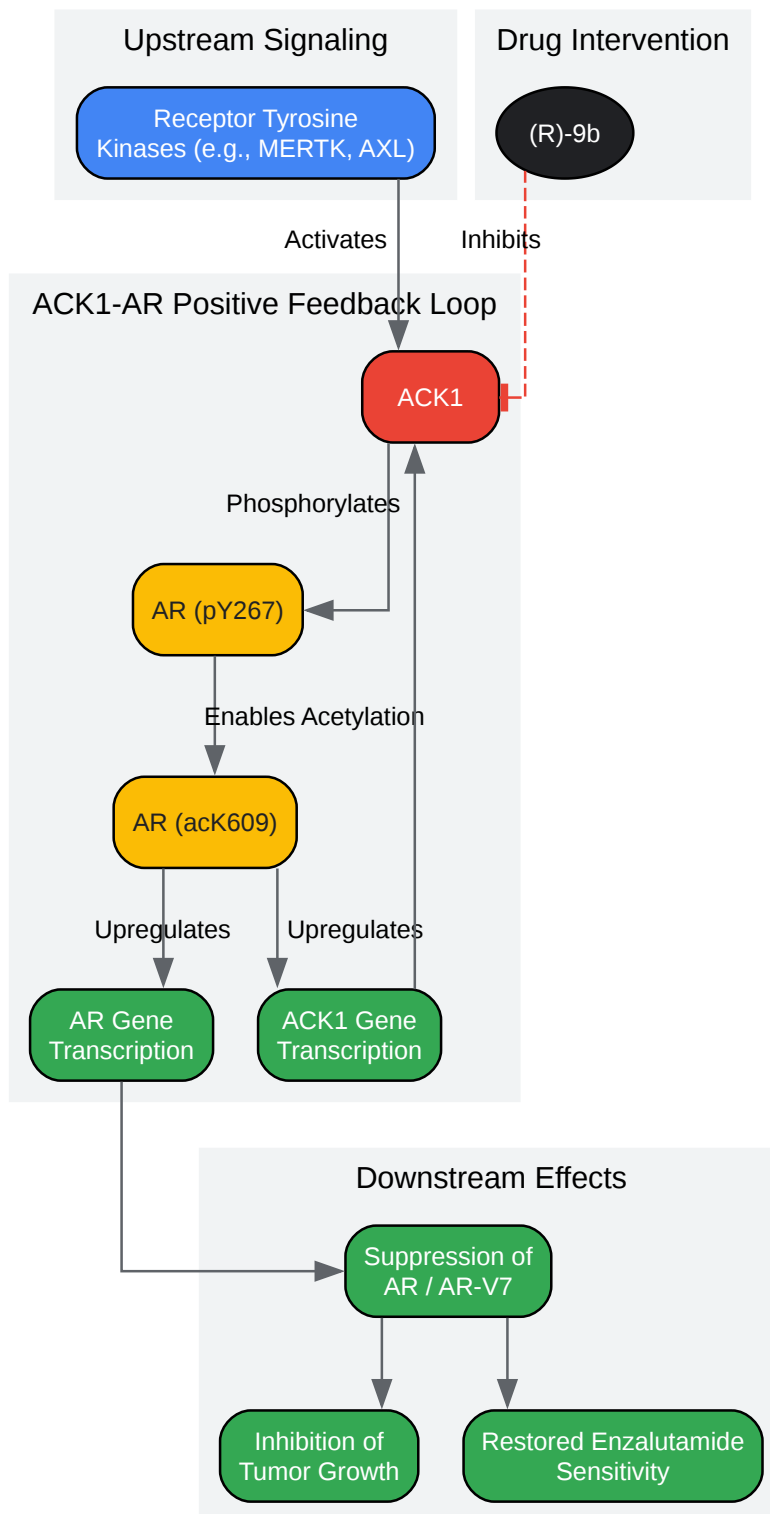 Upstream Signaling
Drug Intervention
Receptor Tyrosine
Kinases (e.g., MERTK, AXL)
(R)-9b
Activates
Inhibits
ACK1-AR Positive Feedback Loop
ACK1
Phosphorylates
AR (pY267)
Enables Acetylation
AR (acK609)
Upregulates
Upregulates
AR Gene
Transcription
ACK1 Gene
Transcription
Downstream Effects
Suppression of
AR / AR-V7
Inhibition of
Tumor Growth
Restored Enzalutamide
Sensitivity